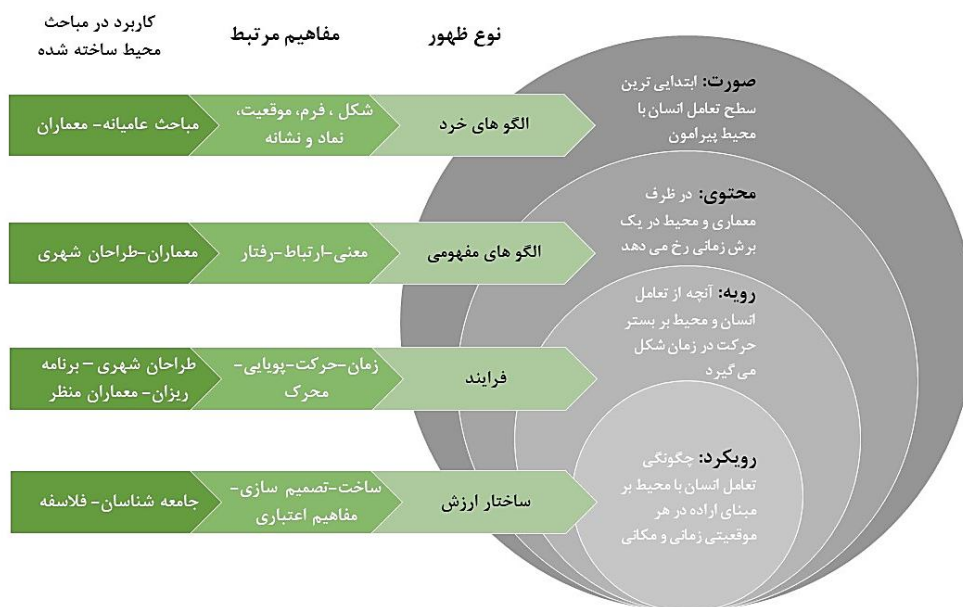 نوع ظهور
مفاهیم مرتبط
کاربرد در مباحث
محیط ساخته شده
صورت: ابتدایی ترین
سطح تعامل انسان با
محیط پیرامون
الگو های خرد
شکل ، فرم، موقعیت،
نماد و نشانه
مباحث عامیانه- معماران
محتوی: در ظرف
معماری و محیط در یک
برش زمانی رخ می دهد
الگو های مفهومی
معنی-ارتباط-رفتار
معماران-طراحان شهری
رویه: آنچه از تعامل
انسان و محیط بر بستر
حرکت در زمان شکل
می گیرد
فرایند
زمان-حرکت-پویایی-
محرک
طراحان شهری – برنامه
ریزان- معماران منظر
رویکرد: چگونگی
تعامل انسان با محیط بر
مبنای اراده در هر
موقعیتی زمانی و مکانی
ساختار ارزش
ساخت-تصمیم سازی-
مفاهیم اعتباری
جامعه شناسان- فلاسفه